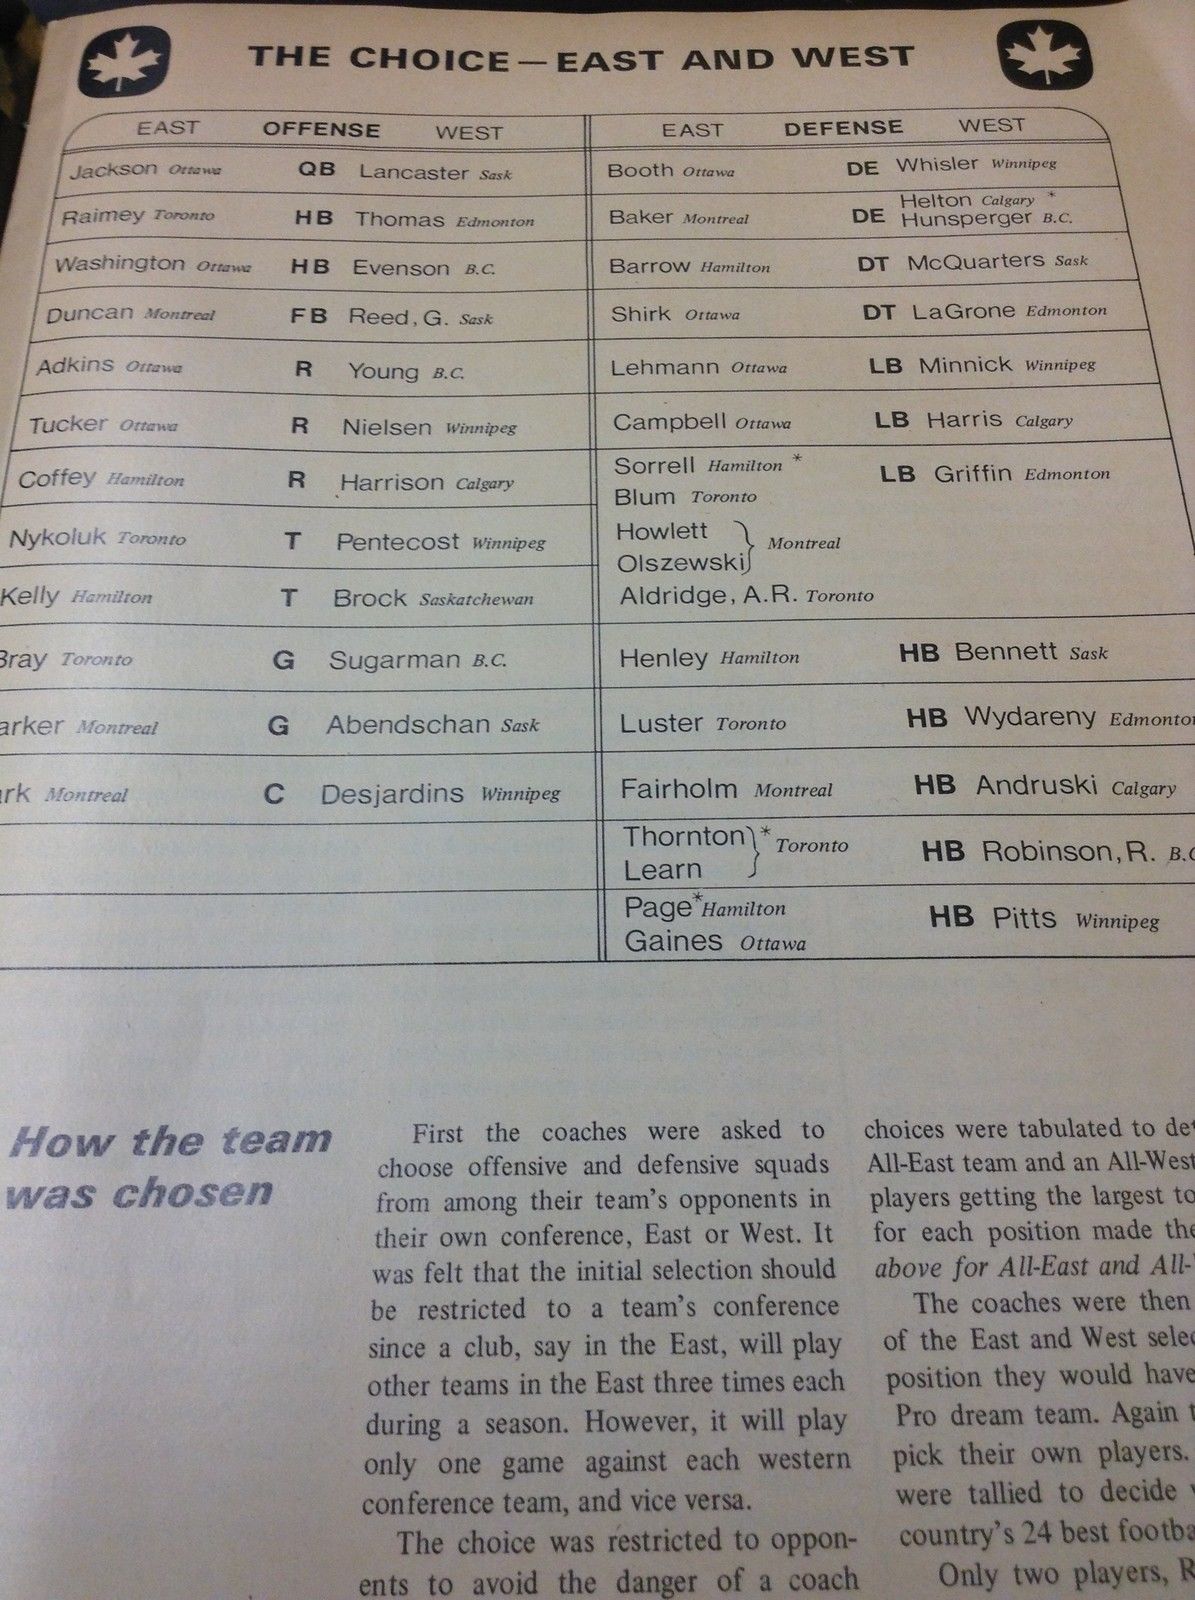 THE CHOICE—EAST AND WEST
EAST OFFENSE WEST
Jackson Ottawa QB Lancaster Sask
Raimey Toronto HB Thomas Edmonton
Washington Ottawa HB Evenson B.C.
Duncan Montreal FB Reed, G. Sask
Adkins Ottawa R Young B.C.
Tucker Ottawa R Nielsen Winnipeg
Coffey Hamilton R Harrison Calgary
Nykoluk Toronto T Pentecost Winnipeg
Kelly Hamilton T Brock Saskatchewan
Bray Toronto G Sugarman B.C.
arker Montreal G Abendschan Sask
rk Montreal C Desjardins Winnipeg
EAST DEFENSE WEST
Booth Ottawa DE Whisler Winnipeg
Baker Montreal DE Helton Calgary *
Hunsperger B.C.
Barrow Hamilton DT McQuarters Sask
Shirk Ottawa DT LaGrone Edmonton
Lehmann Ottawa LB Minnick Winnipeg
Campbell Ottawa LB Harris Calgary
Sorrell Hamilton * LB Griffin Edmonton
Blum Toronto
Howlett
Olszewski } Montreal
Aldridge, A.R. Toronto
Henley Hamilton HB Bennett Sask
Luster Toronto HB Wydareny Edmonto
Fairholm Montreal HB Andruski Calgary
Thornton } * Toronto HB Robinson, R. B.C
Learn
Page* Hamilton HB Pitts Winnipeg
Gaines Ottawa
How the team
was chosen
First the coaches were asked to
choose offensive and defensive squads
from among their team's opponents in
their own conference, East or West. It
was felt that the initial selection should
be restricted to a team's conference
since a club, say in the East, will play
other teams in the East three times each
during a season. However, it will play
only one game against each western
conference team, and vice versa.
The choice was restricted to oppon-
ents to avoid the danger of a coach
choices were tabulated to det
All-East team and an All-West
players getting the largest to
for each position made the
above for All-East and All-
The coaches were then
of the East and West selec
position they would have
Pro dream team. Again t
pick their own players.
were tallied to decide
country's 24 best footba
Only two players, R